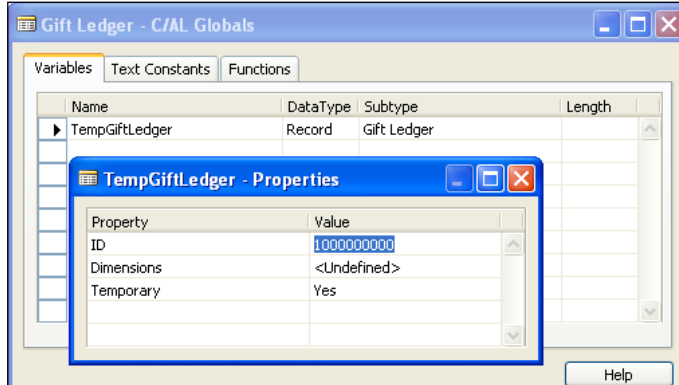 Gift Ledger - C/AL Globals
Variables Text Constants Functions
Name DataType Subtype Length
TempGiftLedger Record Gift Ledger
TempGiftLedger - Properties
Property Value
ID 1000000000
Dimensions <Undefined>
Temporary Yes
Help